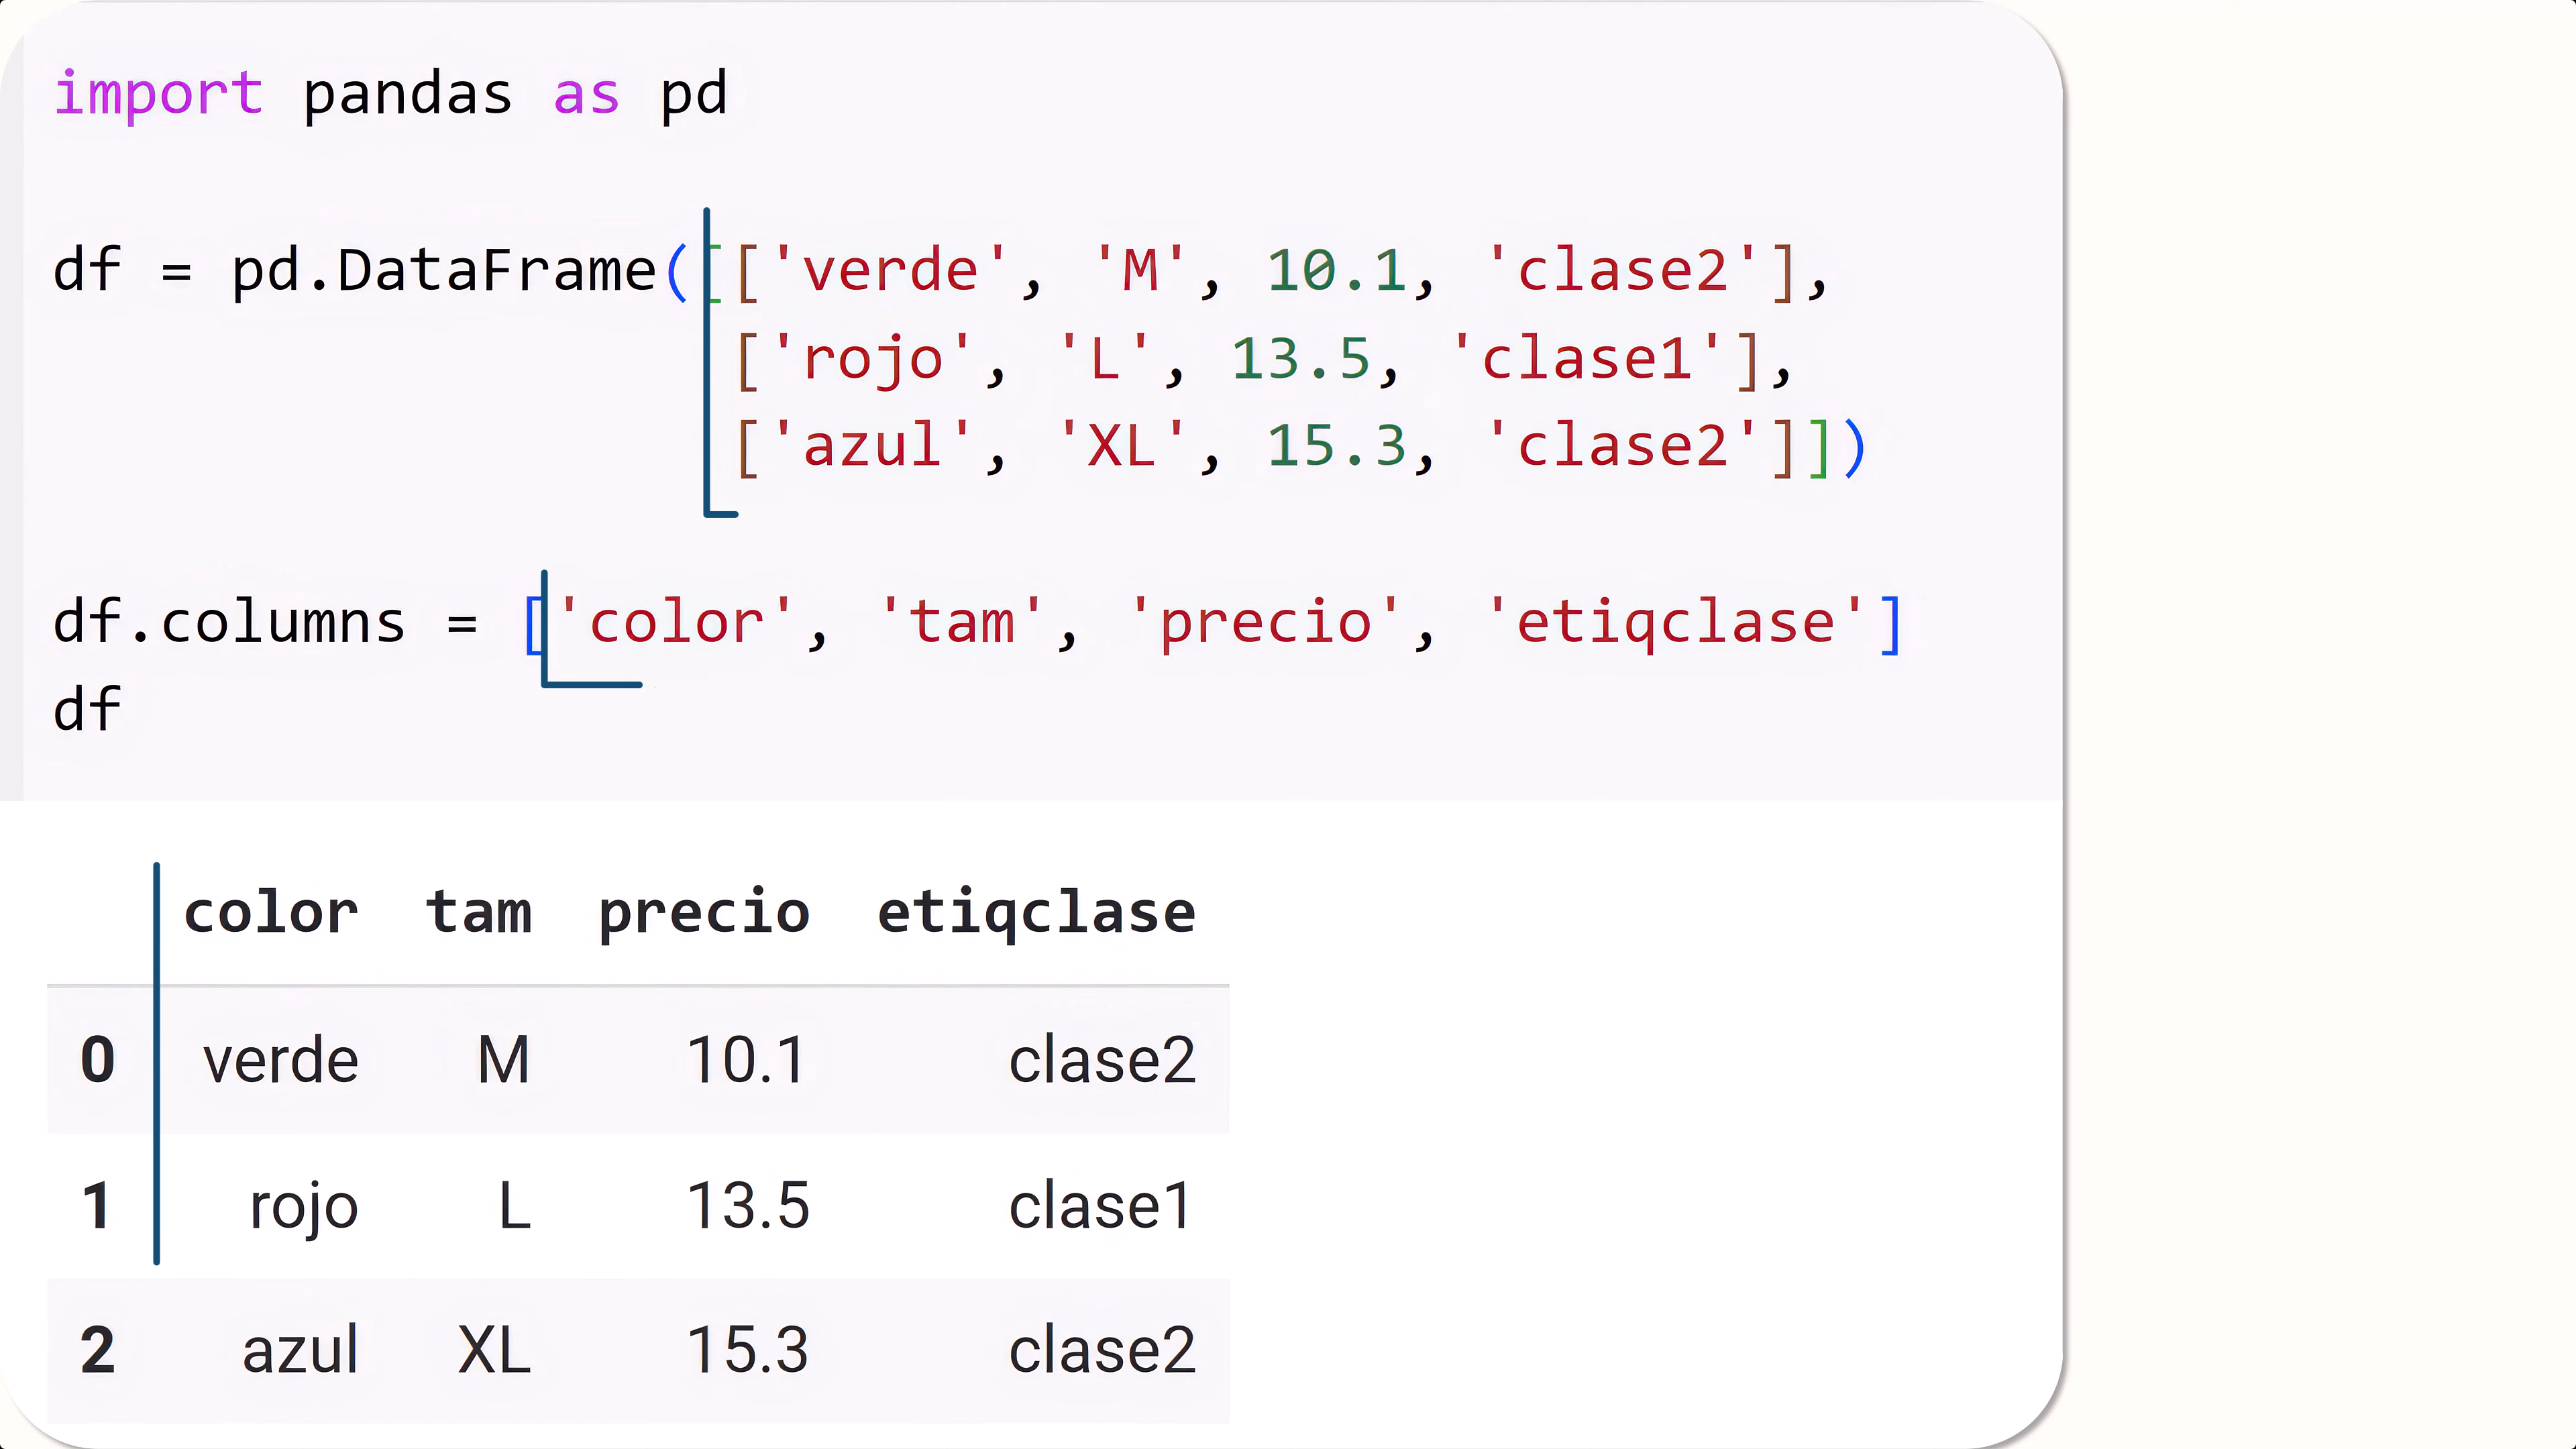 import pandas as pd
df = pd.DataFrame([['verde', 'M', 10.1, 'clase2'],
['rojo', 'L', 13.5, 'clase1'],
['azul', 'XL', 15.3, 'clase2']])
df.columns = ['color', 'tam', 'precio', 'etiqclase']
df
color tam precio etiqclase
0 verde M 10.1 clase2
1 rojo L 13.5 clase1
2 azul XL 15.3 clase2